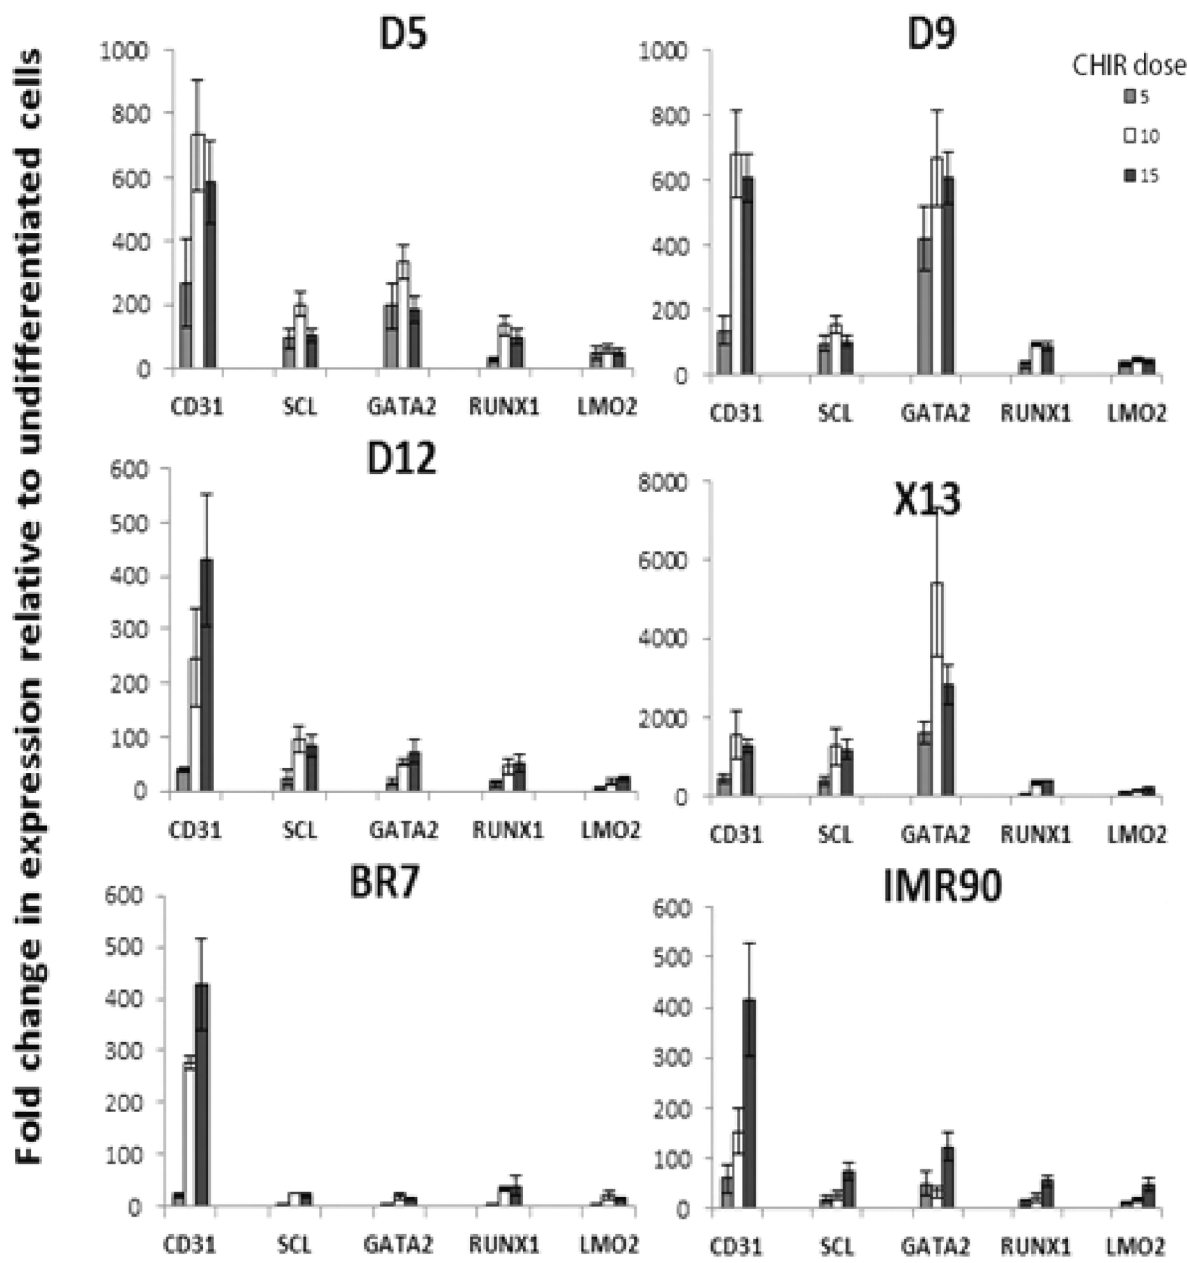 Fold change in expression relative to undifferentiated cells
D5
1000
800
600
400
200
0
CD31 SCL GATA2 RUNX1 LMO2
D9
1000
800
600
400
200
0
CD31 SCL GATA2 RUNX1 LMO2
CHIR dose
5
10
15
D12
600
500
400
300
200
100
0
CD31 SCL GATA2 RUNX1 LMO2
X13
8000
6000
4000
2000
0
CD31 SCL GATA2 RUNX1 LMO2
BR7
600
500
400
300
200
100
0
CD31 SCL GATA2 RUNX1 LMO2
IMR90
600
500
400
300
200
100
0
CD31 SCL GATA2 RUNX1 LMO2